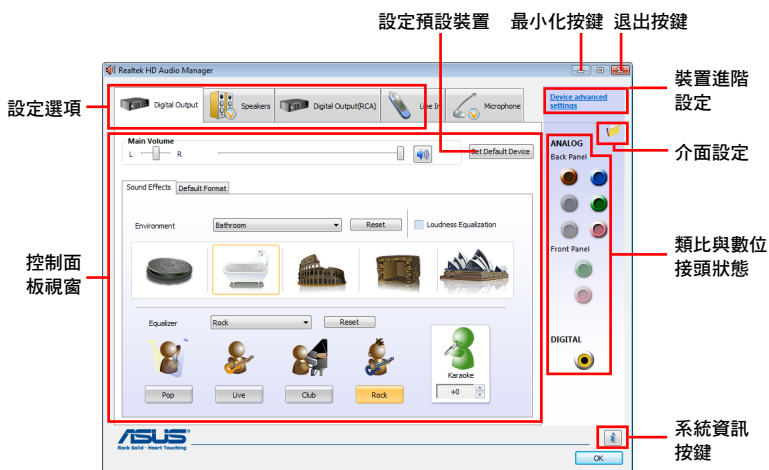 設定預設裝置
最小化按鍵
退出按鍵
Realtek HD Audio Manager
裝置進階
設定
設定選項
Digital Output
Speakers
Digital Output(RCA)
Line In
Microphone
Device advanced
settings
介面設定
Main Volume
L
R
Set Default Device
ANALOG
Back Panel
Sound Effects
Default Format
Environment
Bathroom
Reset
Loudness Equalization
控制面
板視窗
Front Panel
類比與數位
接頭狀態
Equalizer
Rock
Reset
Karaoke
+0
Pop
Live
Club
Rock
DIGITAL
ASUS
Rock Solid · Heart Touching
系統資訊
按鍵
OK